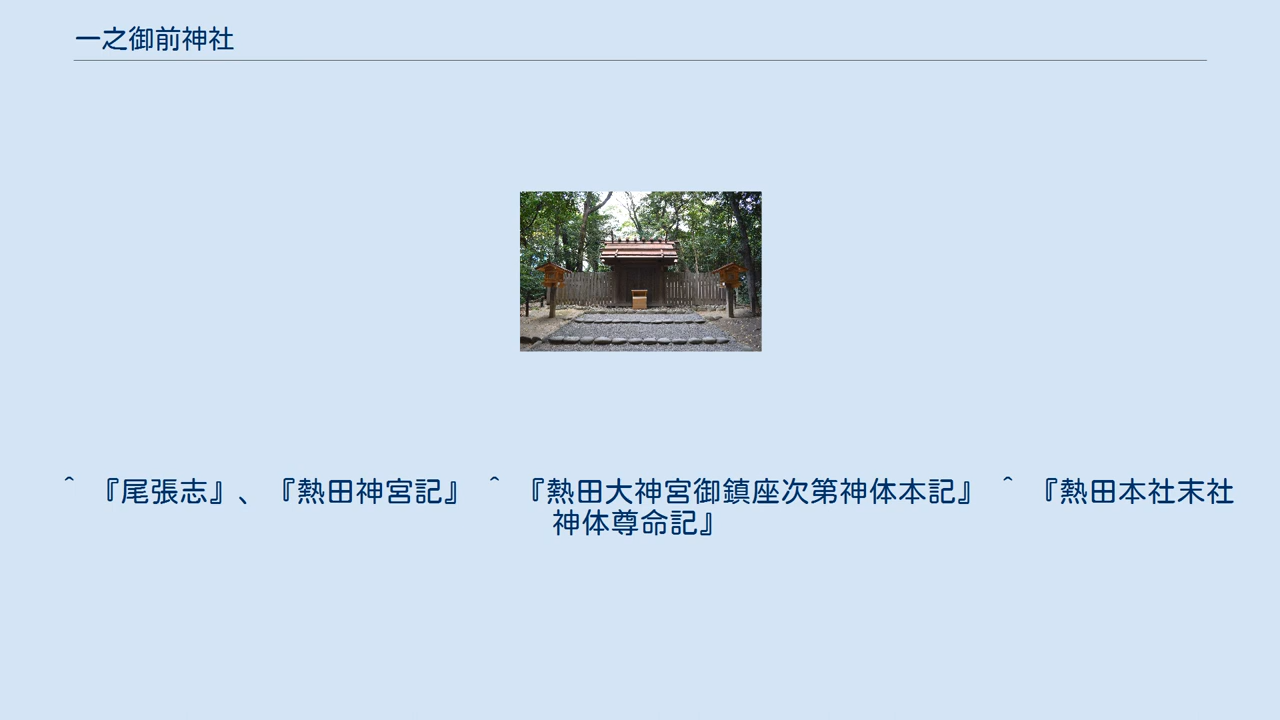 一之御前神社
＾ 『尾張志』、『熱田神宮記』 ＾ 『熱田大神宮御鎮座次第神体本記』 ＾ 『熱田本社末社
神体尊命記』